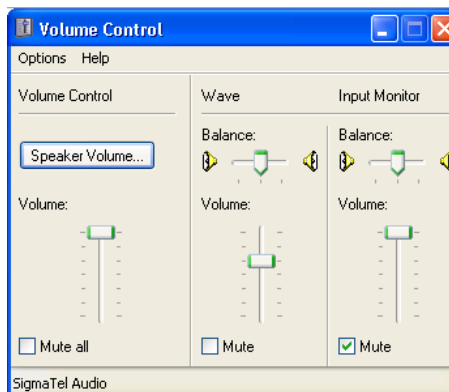 Volume Control
Options Help
Volume Control
Speaker Volume...
Volume:
Mute all
Wave
Balance:
Volume:
Mute
Input Monitor
Balance:
Volume:
Mute
SigmaTel Audio